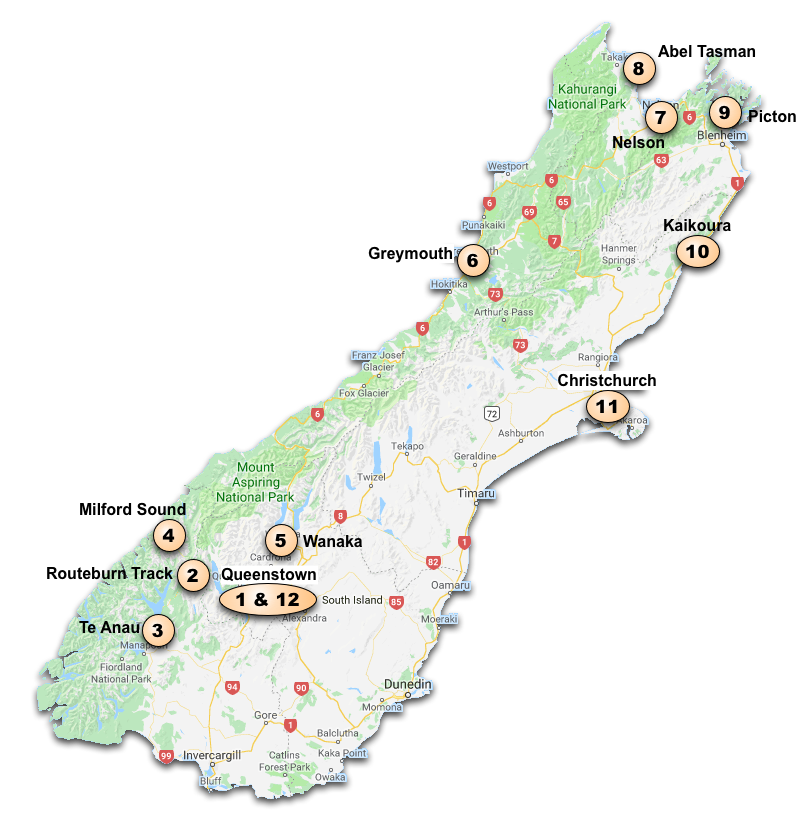 Abel Tasman
Takak
8
Kahurangi
National Park
9
Picton
7
6
Blenheim
Nelson
63
Westport
6
1
6
65
69
Punakaiki
Kaikoura
7
10
Greymouth
6
Hanmer
Springs
Hokitika
73
Arthur's Pass
6
73
Franz Josef
Glacier
Rangiora
Christchurch
Fox Glacier
11
6
72
Akaroa
Ashburton
Tekapo
Geraldine
Mount
Aspiring
National Park
Twizel
Timaru
Milford Sound
8
4
5
Wanaka
1
Cardrona
82
Routeburn Track
2
Queenstown
Oamaru
1 & 12
South Island
85
Alexandra
Moeraki
Te Anau
3
Manapouri
Fiordland
National Park
94
90
Dunedin
Momona
Gore
1
Balclutha
99
Invercargill
Catlins
Forest Park
Kaka Point
Owaka
Bluff